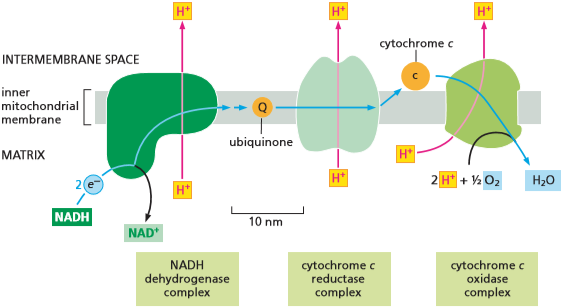 H+ H+ H+
cytochrome c
INTERMEMBRANE SPACE
c
inner
mitochondrial
membrane
Q
ubiquinone
MATRIX
H+
2 e–
H+
H+
2 H+ + ½ O2
H2O
NADH
NAD+
10 nm
NADH
dehydrogenase
complex
cytochrome c
reductase
complex
cytochrome c
oxidase
complex